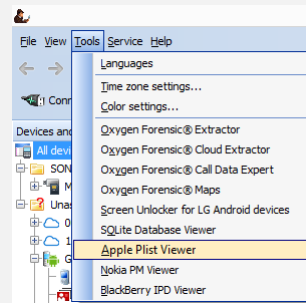 File View Tools Service Help
Languages
Time zone settings...
Color settings...
Conn
Devices and
Oxygen Forensic® Extractor
All devi
Oxygen Forensic® Cloud Extractor
SON
Oxygen Forensic® Call Data Expert
M
Oxygen Forensic® Maps
Unas
Screen Unlocker for LG Android devices
0
SQLite Database Viewer
1
Apple Plist Viewer
G
Nokia PM Viewer
BlackBerry IPD Viewer